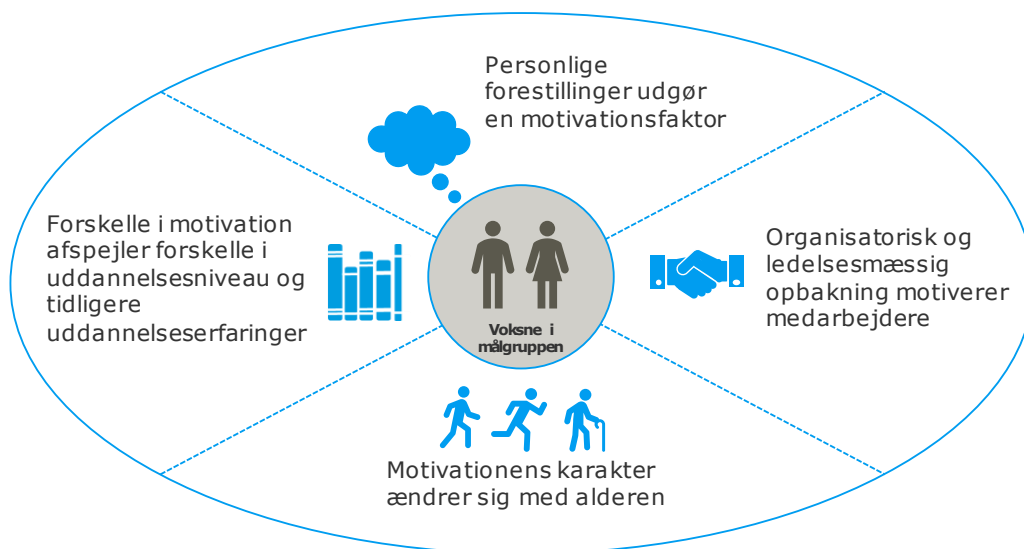 Personlige
forestillinger udgør
en motivationsfaktor
Forskelle i motivation
afspejler forskelle i
uddannelsesniveau og
tidligere
uddannelseserfaringer
Organisatorisk og
ledelsesmæssig
opbakning motiverer
medarbejdere
Voksne i
målgruppen
Motivationens karakter
ændrer sig med alderen